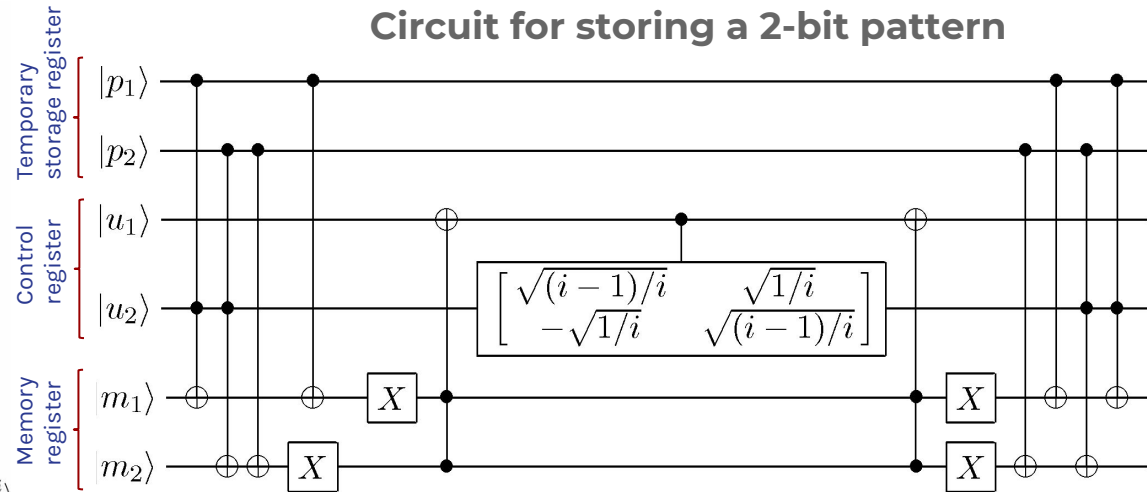 Circuit for storing a 2-bit pattern
Temporary
storage register
|p₁⟩
|p₂⟩
Control
register
|u₁⟩
|u₂⟩
√(i − 1)/i √1/i
−√1/i √(i − 1)/i
Memory
register
|m₁⟩
X
X
|m₂⟩
X
X